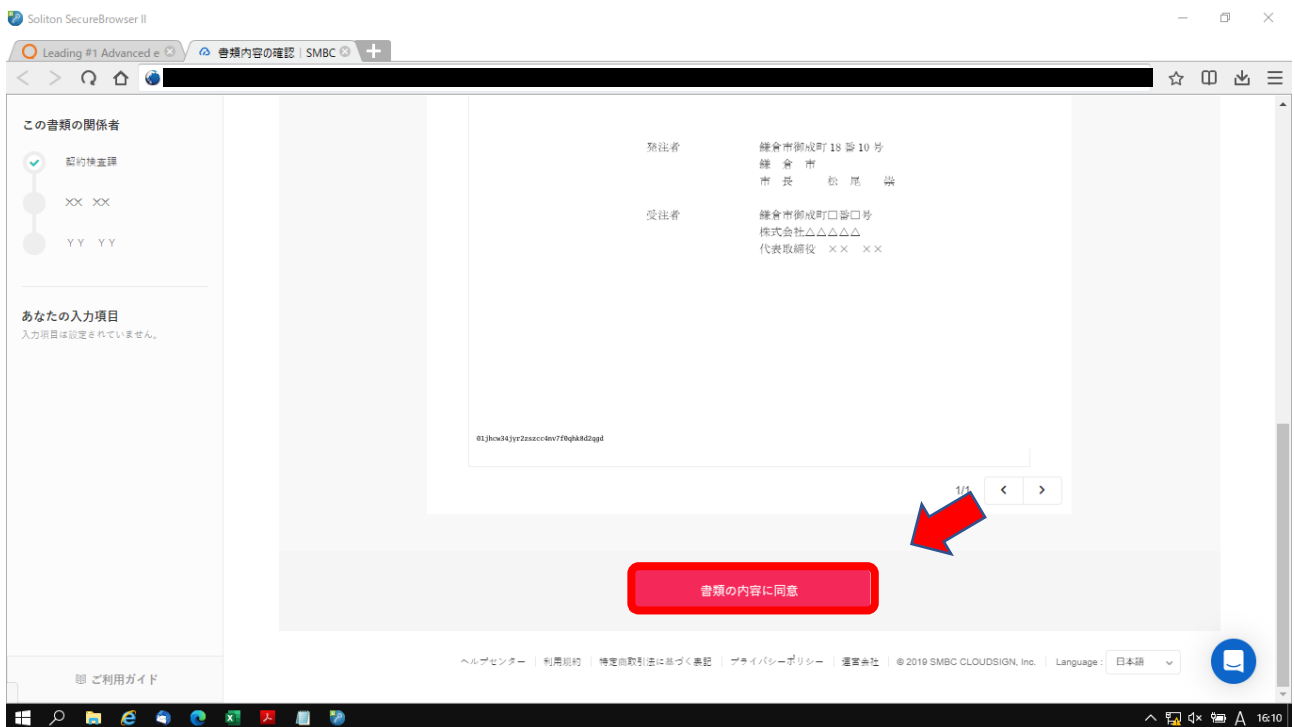 Soliton SecureBrowser II
Leading #1 Advanced e
書類内容の確認 | SMBC
この書類の関係者
契約検査課
XX XX
YY YY
あなたの入力項目
入力項目は設定されていません。
発注者 鎌倉市御成町 18 番 10 号
鎌 倉 市
市 長 松 尾 崇
受注者 鎌倉市御成町□番□号
株式会社△△△△△
代表取締役 ×× ××
01jhcw34jyr2zszcc4nv7f0qhk8d2qgd
1/1
書類の内容に同意
ヘルプセンター | 利用規約 | 特定商取引法に基づく表記 | プライバシーポリシー | 運営会社 | © 2019 SMBC CLOUDSIGN, Inc. | Language : 日本語
ご利用ガイド
A 16:10